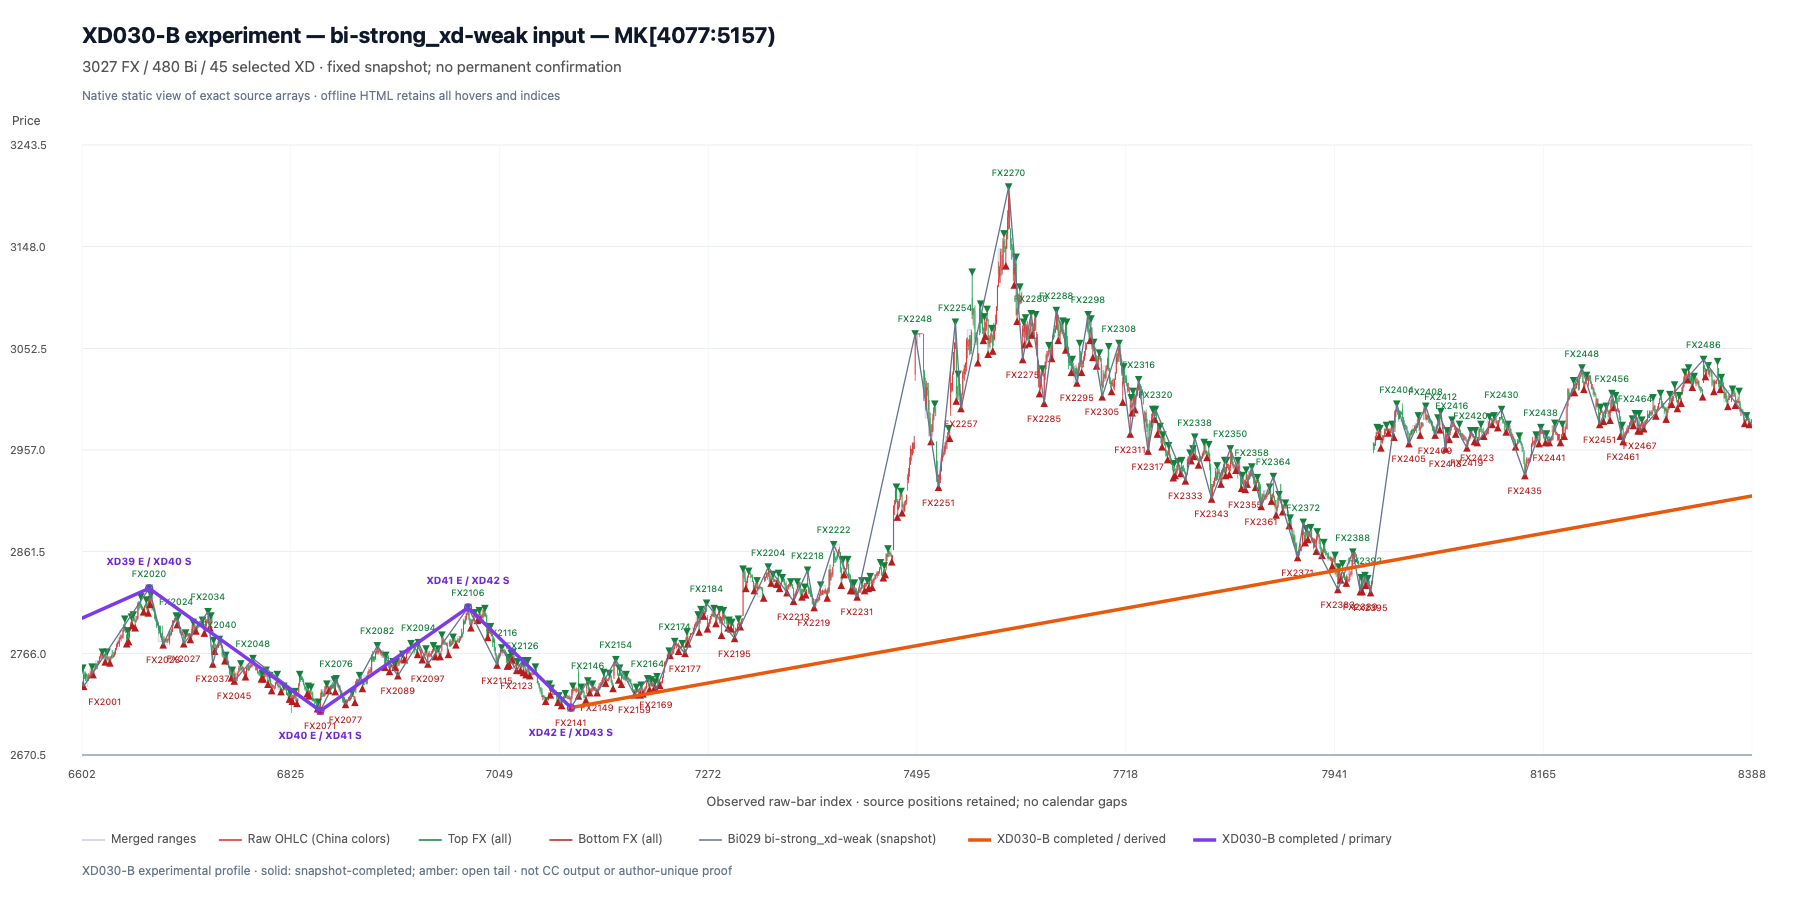 XD030-B experiment — bi-strong_xd-weak input — MK[4077:5157)
3027 FX / 480 Bi / 45 selected XD · fixed snapshot; no permanent confirmation
Native static view of exact source arrays · offline HTML retains all hovers and indices
Price
3243.5
FX2270
3148.0
FX2288
FX2298
FX2254
FX2248
FX2308
3052.5
FX2316
FX2275
FX2448
FX2486
FX2456
FX2295
FX2285
FX2305
FX2320
FX2412
FX2430
FX2464
FX2416
FX2438
FX2257
FX2338
FX2350
2957.0
FX2311
FX2317
FX2358
FX2364
FX2451
FX2467
FX2405
FX2423
FX2441
FX2461
FX2333
FX2435
FX2251
FX2343
FX2361
FX2372
FX2222
FX2388
2861.5
FX2204
FX2218
FX2371
XD39 E / XD40 S
FX2020
XD41 E / XD42 S
FX2106
FX2184
FX2024
FX2034
FX2231
FX2213
FX2219
FX2082
FX2094
FX2174
FX2048
FX2126
FX2154
2766.0
FX2195
FX2027
FX2076
FX2146
FX2164
FX2177
FX2037
FX2097
FX2115
FX2123
FX2045
FX2089
FX2001
FX2149
FX2159
FX2169
FX2077
FX2071
FX2141
XD40 E / XD41 S
XD42 E / XD43 S
2670.5
6602 6825 7049 7272 7495 7718 7941 8165 8388
Observed raw-bar index · source positions retained; no calendar gaps
Merged ranges Raw OHLC (China colors) Top FX (all) Bottom FX (all) Bi029 bi-strong_xd-weak (snapshot) XD030-B completed / derived XD030-B completed / primary
XD030-B experimental profile · solid: snapshot-completed; amber: open tail · not CC output or author-unique proof